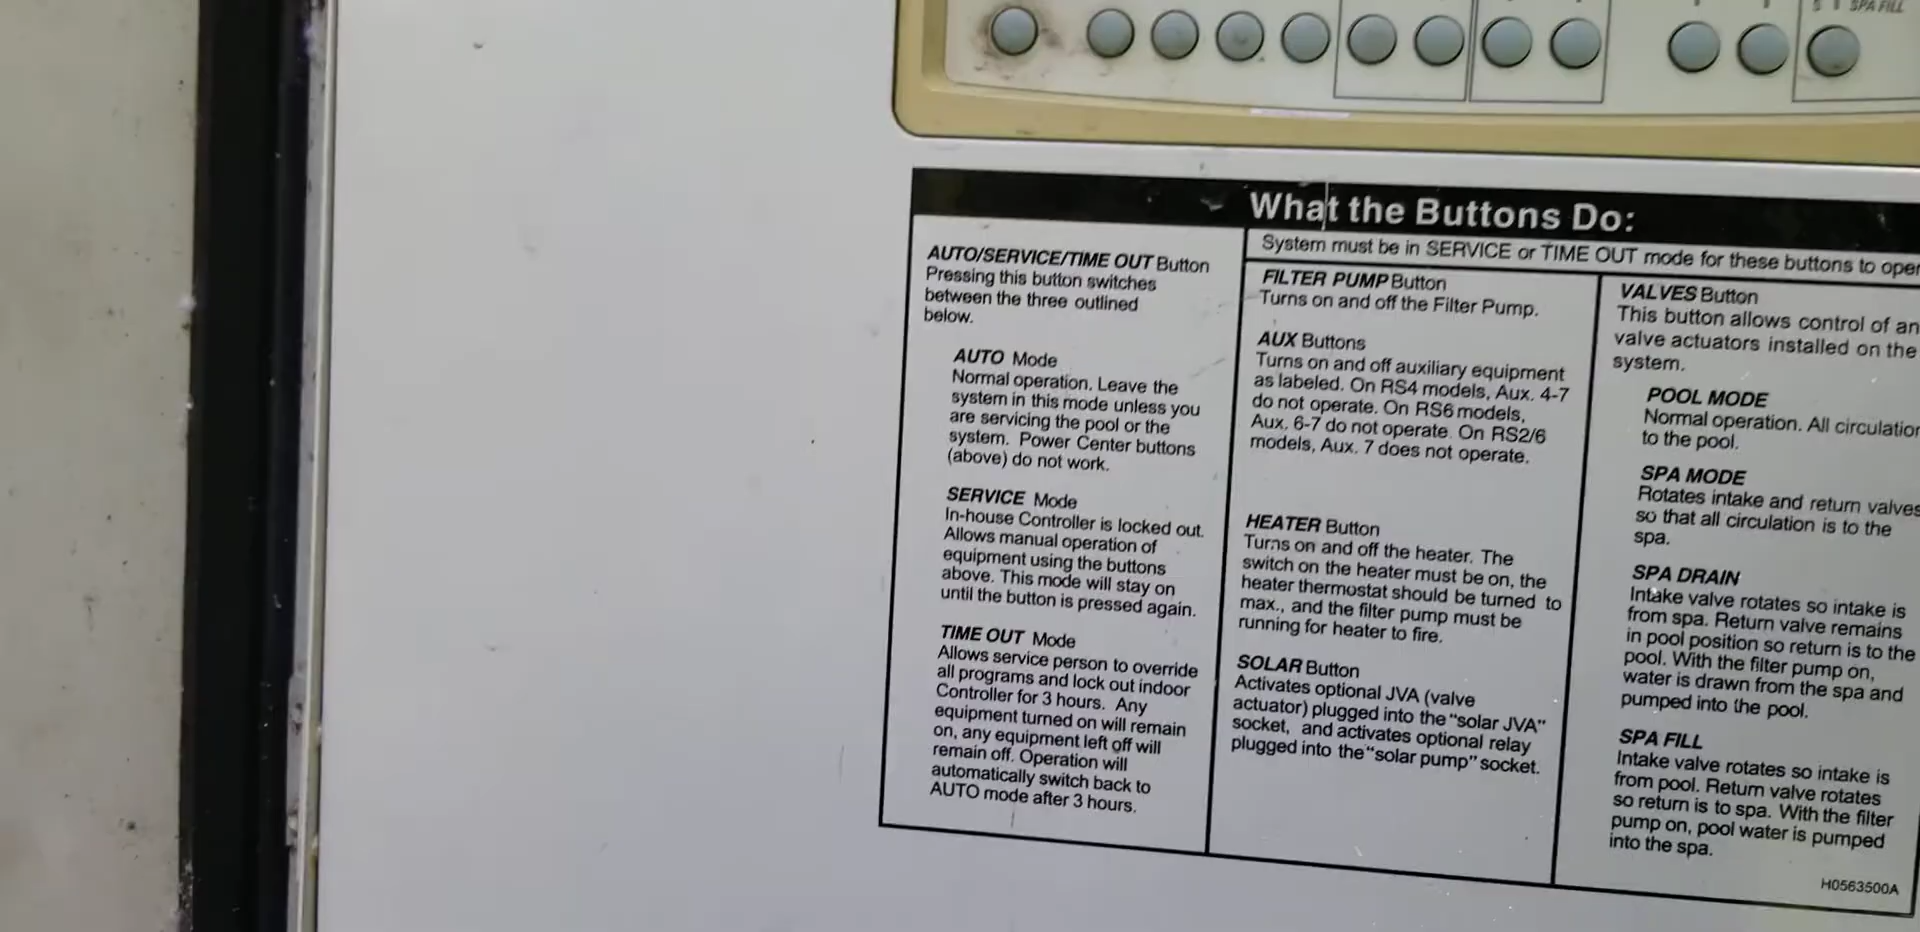 SPA FILL
What the Buttons Do:
AUTO/SERVICE/TIME OUT Button
Pressing this button switches
between the three outlined
below.
AUTO Mode
Normal operation. Leave the
system in this mode unless you
are servicing the pool or the
system. Power Center buttons
(above) do not work.
SERVICE Mode
In-house Controller is locked out.
Allows manual operation of
equipment using the buttons
above. This mode will stay on
until the button is pressed again.
TIME OUT Mode
Allows service person to override
all programs and lock out indoor
Controller for 3 hours. Any
equipment turned on will remain
on, any equipment left off will
remain off. Operation will
automatically switch back to
AUTO mode after 3 hours.
System must be in SERVICE or TIME OUT mode for these buttons to oper
FILTER PUMP Button
Turns on and off the Filter Pump.
AUX Buttons
Turns on and off auxiliary equipment
as labeled. On RS4 models, Aux. 4-7
do not operate. On RS6 models,
Aux. 6-7 do not operate. On RS2/6
models, Aux. 7 does not operate.
HEATER Button
Turns on and off the heater. The
switch on the heater must be on, the
heater thermostat should be turned to
max., and the filter pump must be
running for heater to fire.
SOLAR Button
Activates optional JVA (valve
actuator) plugged into the "solar JVA"
socket, and activates optional relay
plugged into the "solar pump" socket.
VALVES Button
This button allows control of an
valve actuators installed on the
system.
POOL MODE
Normal operation. All circulation
to the pool.
SPA MODE
Rotates intake and return valves
so that all circulation is to the
spa.
SPA DRAIN
Intake valve rotates so intake is
from spa. Return valve remains
in pool position so return is to the
pool. With the filter pump on,
water is drawn from the spa and
pumped into the pool.
SPA FILL
Intake valve rotates so intake is
from pool. Return valve rotates
so return is to spa. With the filter
pump on, pool water is pumped
into the spa.
H0563500A